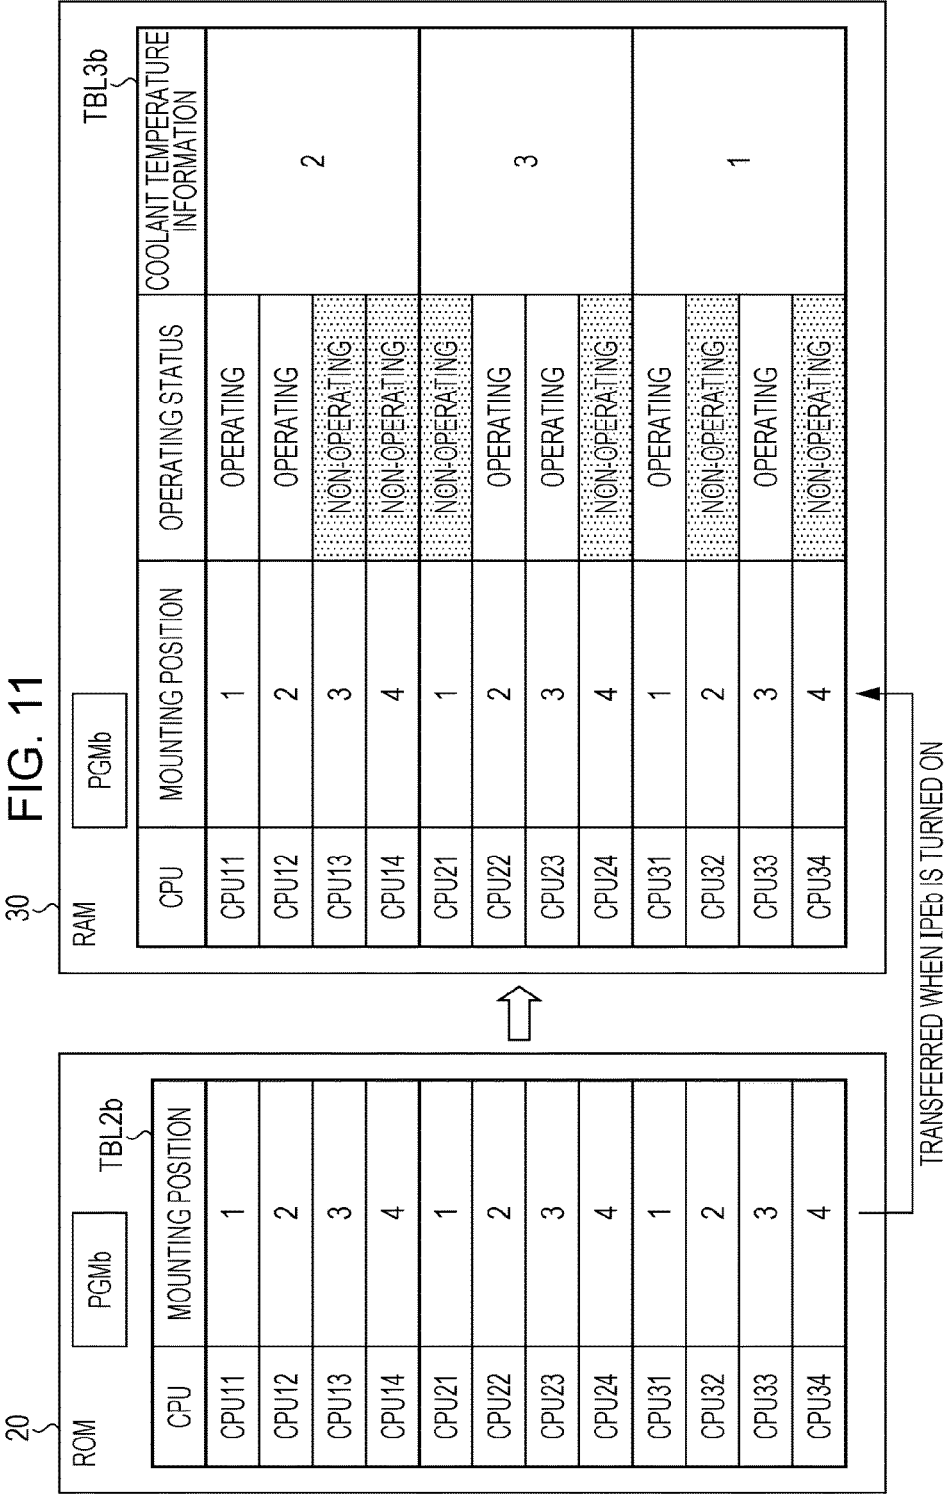 FIG. 11
20
ROM
PGMb
TBL2b
CPU MOUNTING POSITION
CPU11 1
CPU12 2
CPU13 3
CPU14 4
CPU21 1
CPU22 2
CPU23 3
CPU24 4
CPU31 1
CPU32 2
CPU33 3
CPU34 4
30
RAM
PGMb
TBL3b
CPU MOUNTING POSITION OPERATING STATUS COOLANT TEMPERATURE
INFORMATION
CPU11 1 OPERATING 2
CPU12 2 OPERATING
CPU13 3 NON-OPERATING
CPU14 4 NON-OPERATING
CPU21 1 NON-OPERATING 3
CPU22 2 OPERATING
CPU23 3 OPERATING
CPU24 4 NON-OPERATING
CPU31 1 OPERATING 1
CPU32 2 NON-OPERATING
CPU33 3 OPERATING
CPU34 4 NON-OPERATING
TRANSFERRED WHEN IPEb IS TURNED ON